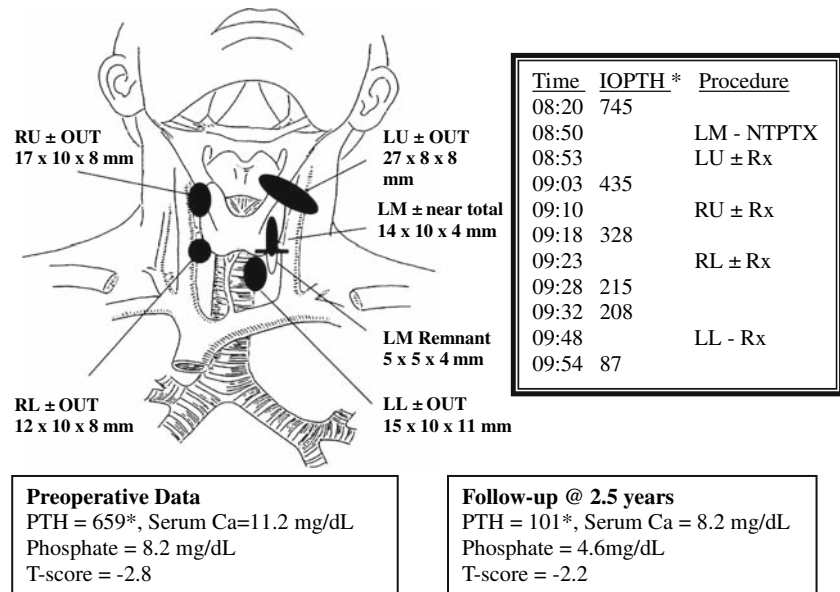 RU ± OUT
17 x 10 x 8 mm
LU ± OUT
27 x 8 x 8
mm
LM ± near total
14 x 10 x 4 mm
LM Remnant
5 x 5 x 4 mm
RL ± OUT
12 x 10 x 8 mm
LL ± OUT
15 x 10 x 11 mm
Time IOPTH * Procedure
08:20 745
08:50 LM - NTPTX
08:53 LU ± Rx
09:03 435
09:10 RU ± Rx
09:18 328
09:23 RL ± Rx
09:28 215
09:32 208
09:48 LL - Rx
09:54 87
Preoperative Data
PTH = 659*, Serum Ca=11.2 mg/dL
Phosphate = 8.2 mg/dL
T-score = -2.8
Follow-up @ 2.5 years
PTH = 101*, Serum Ca = 8.2 mg/dL
Phosphate = 4.6mg/dL
T-score = -2.2